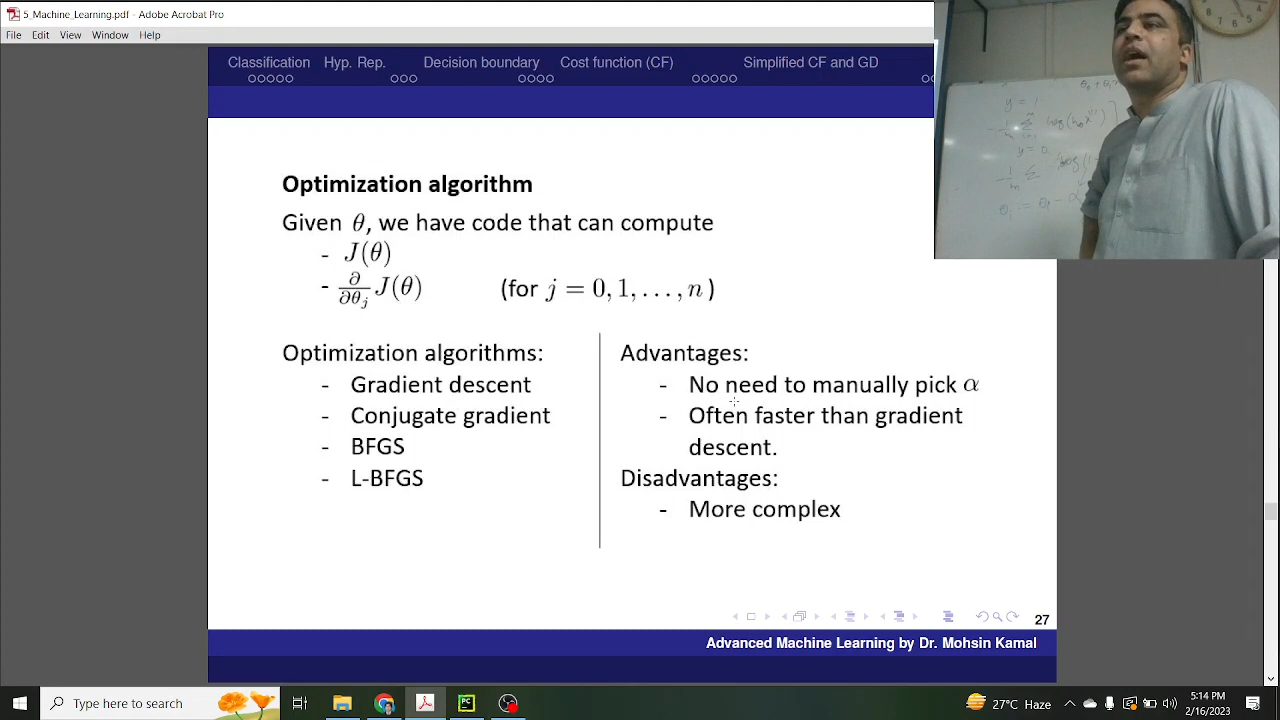 5_Machine_Learning.pdf - Adobe Acrobat Pro
File Edit View Window Help
Classification Hyp. Rep. Decision boundary Cost function (CF) Simplified CF and GD
Optimization algorithm
Given θ, we have code that can compute
- J(θ)
- ∂/∂θj J(θ) (for j = 0, 1, . . . , n )
Optimization algorithms:
- Gradient descent
- Conjugate gradient
- BFGS
- L-BFGS
Advantages:
- No need to manually pick α
- Often faster than gradient
descent.
Disadvantages:
- More complex
27
Advanced Machine Learning by Dr. Mohsin Kamal
y = 1
y = 0
Type here to search
17°C Haze
5:14 PM
2/16/2023